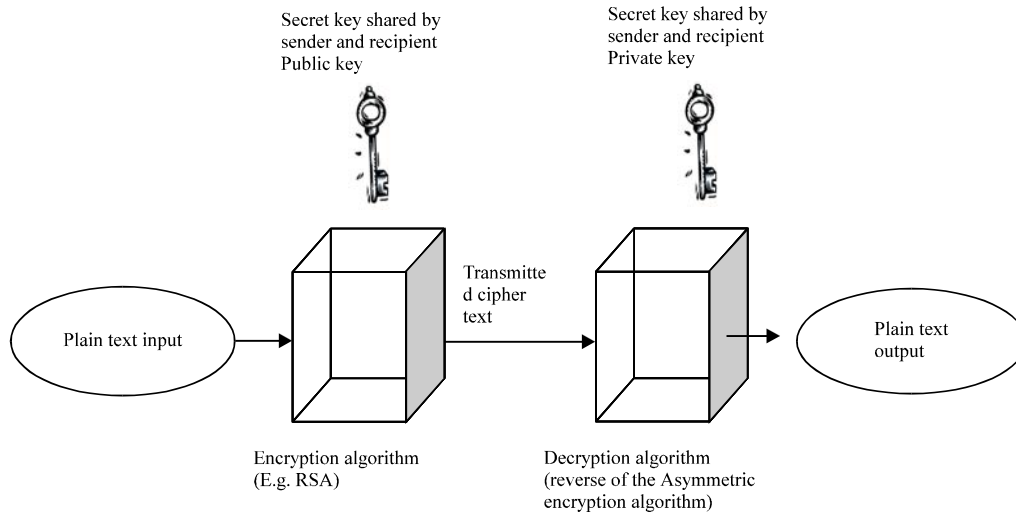 Secret key shared by
sender and recipient
Public key
Secret key shared by
sender and recipient
Private key
Transmitte
d cipher
text
Plain text input
Plain text
output
Encryption algorithm
(E.g. RSA)
Decryption algorithm
(reverse of the Asymmetric
encryption algorithm)